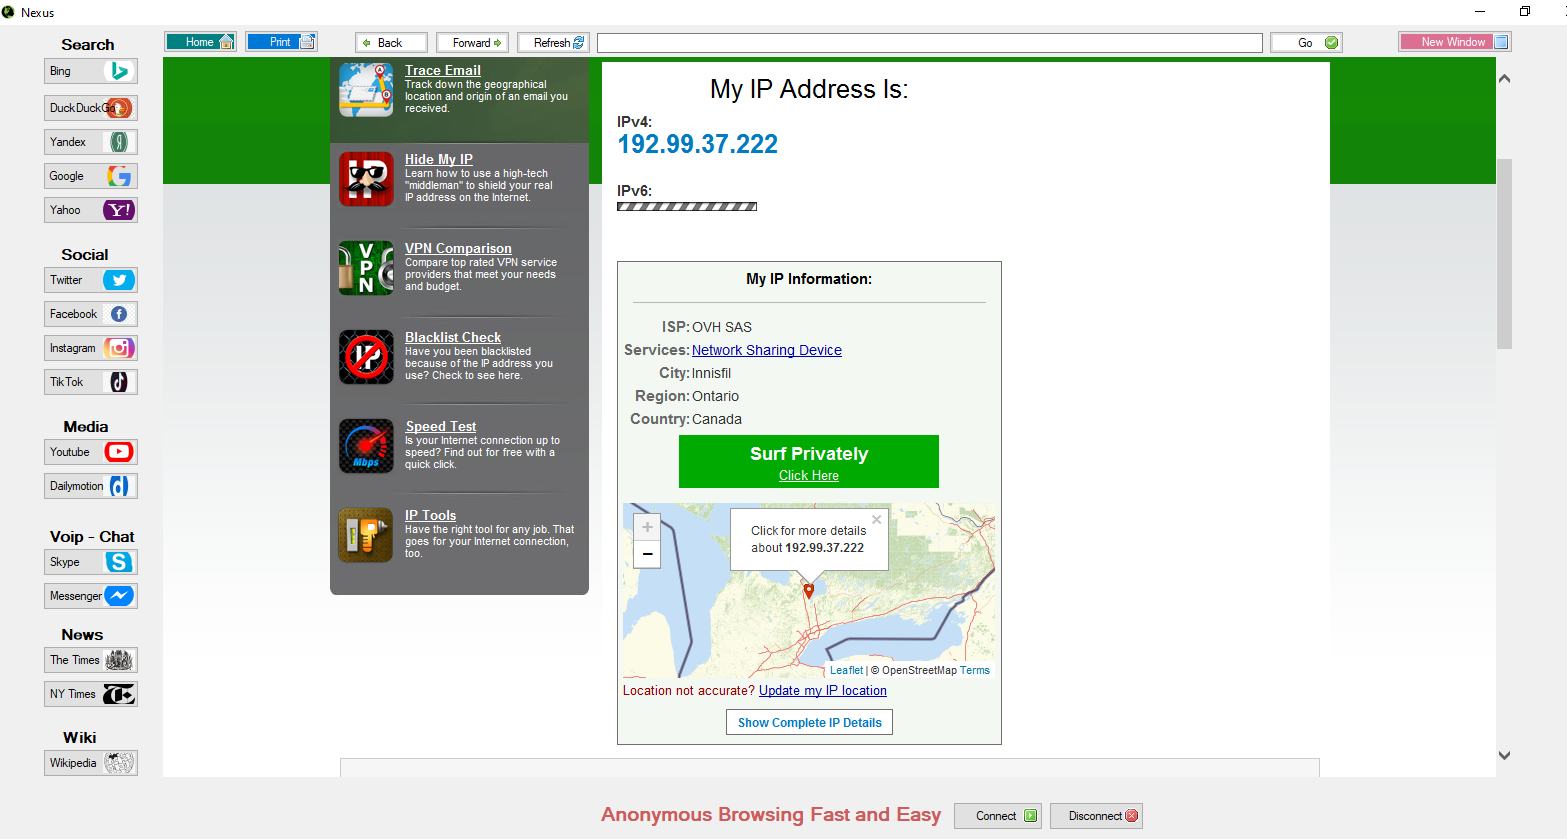 Nexus
Search
Bing
DuckDuckGo
Yandex
Google
Yahoo
Y!
Social
Twitter
Facebook
Instagram
TikTok
Media
Youtube
Dailymotion
Voip - Chat
Skype
Messenger
News
The Times
NY Times
Wiki
Wikipedia
Home
Print
Back
Forward
Refresh
Go
New Window
Trace Email
Track down the geographical
location and origin of an email you
received.
Hide My IP
Learn how to use a high-tech
"middleman" to shield your real
IP address on the Internet.
VPN
VPN Comparison
Compare top rated VPN service
providers that meet your needs
and budget.
IP
Blacklist Check
Have you been blacklisted
because of the IP address you
use? Check to see here.
Mbps
Speed Test
Is your Internet connection up to
speed? Find out for free with a
quick click.
IP Tools
Have the right tool for any job. That
goes for your Internet connection,
too.
My IP Address Is:
IPv4:
192.99.37.222
IPv6:
My IP Information:
ISP: OVH SAS
Services: Network Sharing Device
City: Innisfil
Region: Ontario
Country: Canada
Surf Privately
Click Here
+
−
Click for more details
about 192.99.37.222
×
Leaflet | © OpenStreetMap Terms
Location not accurate? Update my IP location
Show Complete IP Details
Anonymous Browsing Fast and Easy
Connect
Disconnect